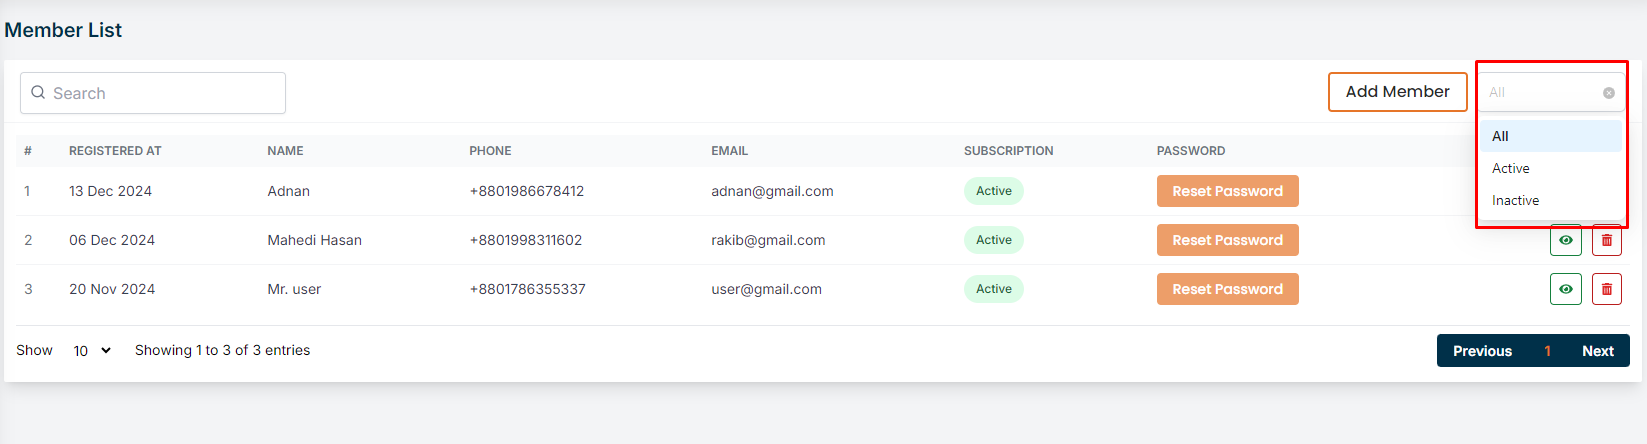 Member List
Search
Add Member
All
All
Active
Inactive
# REGISTERED AT NAME PHONE EMAIL SUBSCRIPTION PASSWORD
1 13 Dec 2024 Adnan +8801986678412 adnan@gmail.com Active Reset Password
2 06 Dec 2024 Mahedi Hasan +8801998311602 rakib@gmail.com Active Reset Password
3 20 Nov 2024 Mr. user +8801786355337 user@gmail.com Active Reset Password
Show 10 Showing 1 to 3 of 3 entries Previous 1 Next